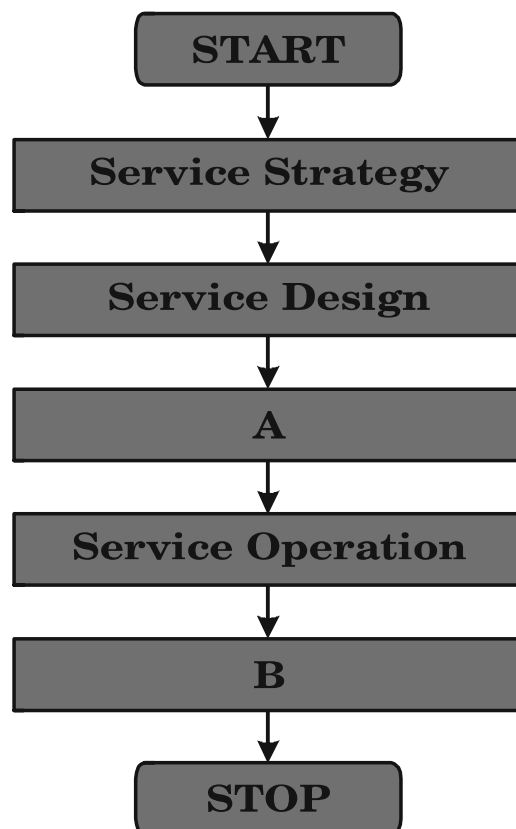 START
Service Strategy
Service Design
A
Service Operation
B
STOP